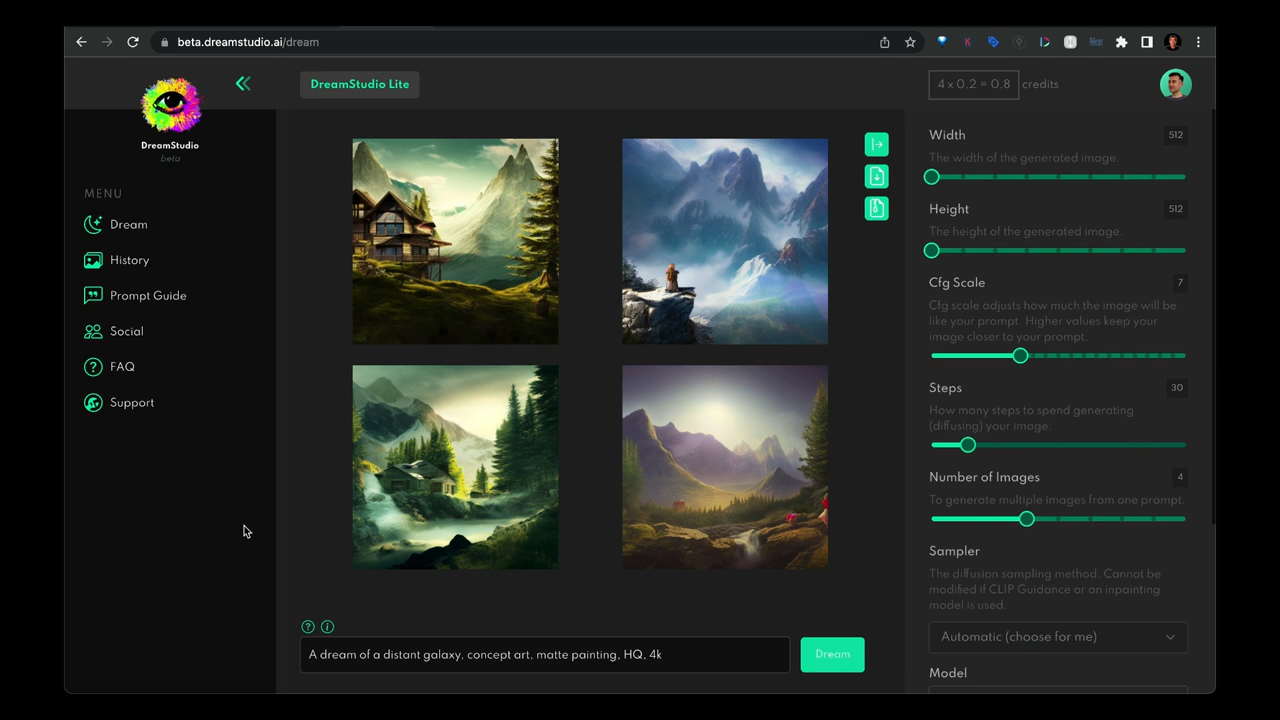 beta.dreamstudio.ai/dream
DreamStudio
beta
MENU
Dream
History
Prompt Guide
Social
FAQ
Support
DreamStudio Lite
A dream of a distant galaxy, concept art, matte painting, HQ, 4k
Dream
4 x 0.2 = 0.8 credits
Width 512
The width of the generated image.
Height 512
The height of the generated image.
Cfg Scale 7
Cfg scale adjusts how much the image will be
like your prompt. Higher values keep your
image closer to your prompt.
Steps 30
How many steps to spend generating
(diffusing) your image.
Number of Images 4
To generate multiple images from one prompt.
Sampler
The diffusion sampling method. Cannot be
modified if CLIP Guidance or an inpainting
model is used.
Automatic (choose for me)
Model